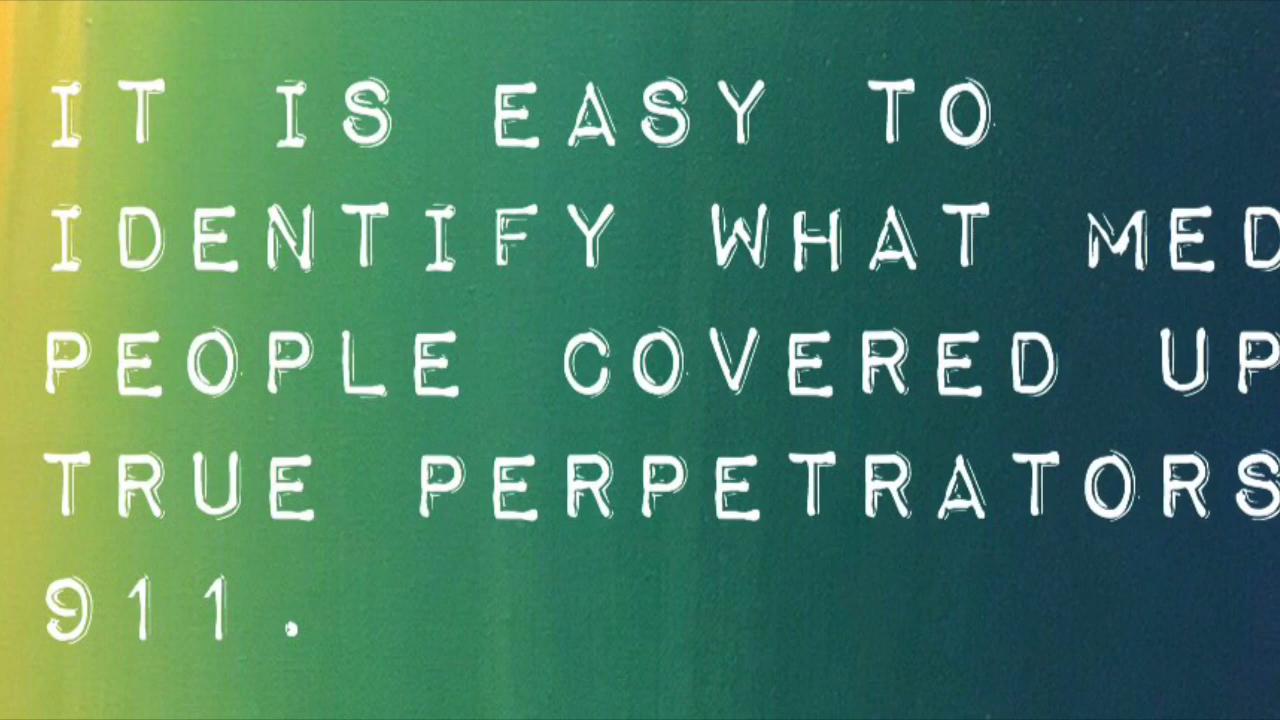 IT IS EASY TO
IDENTIFY WHAT MED
PEOPLE COVERED UP
TRUE PERPETRATORS
911.